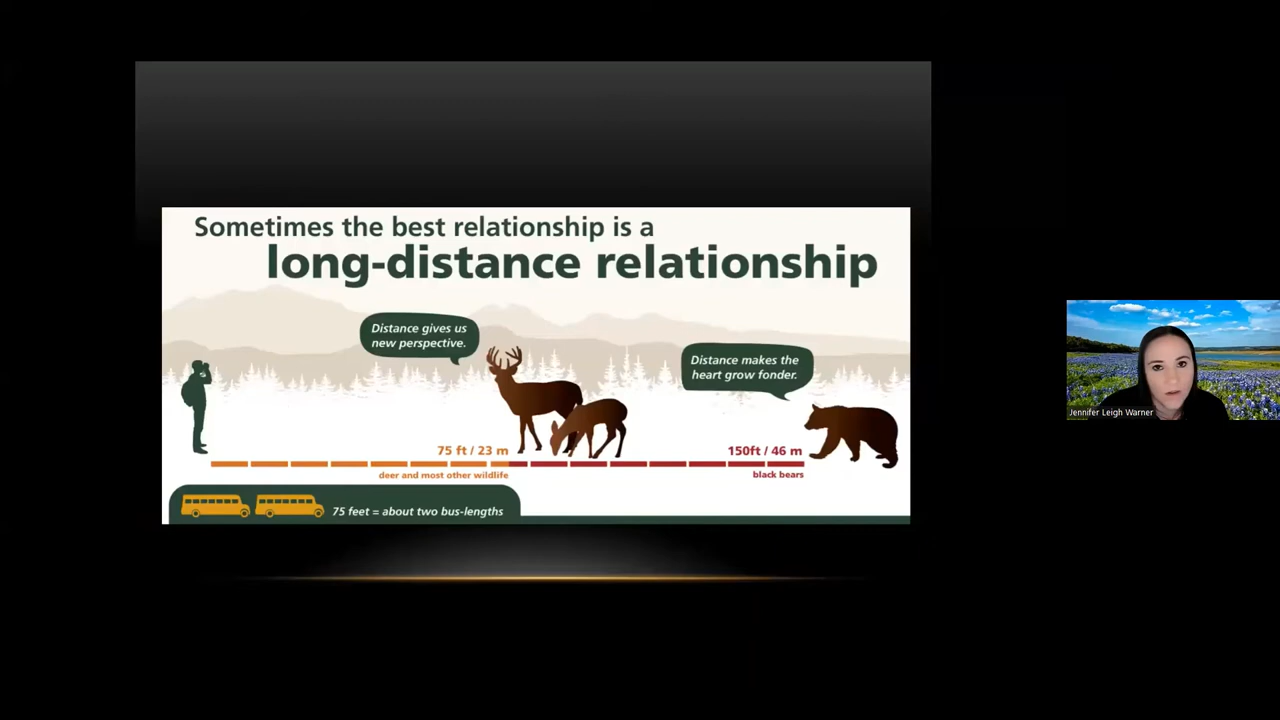 Sometimes the best relationship is a
long-distance relationship
Distance gives us
new perspective.
Distance makes the
heart grow fonder.
75 ft / 23 m
deer and most other wildlife
150ft / 46 m
black bears
75 feet = about two bus-lengths
Jennifer Leigh Warner